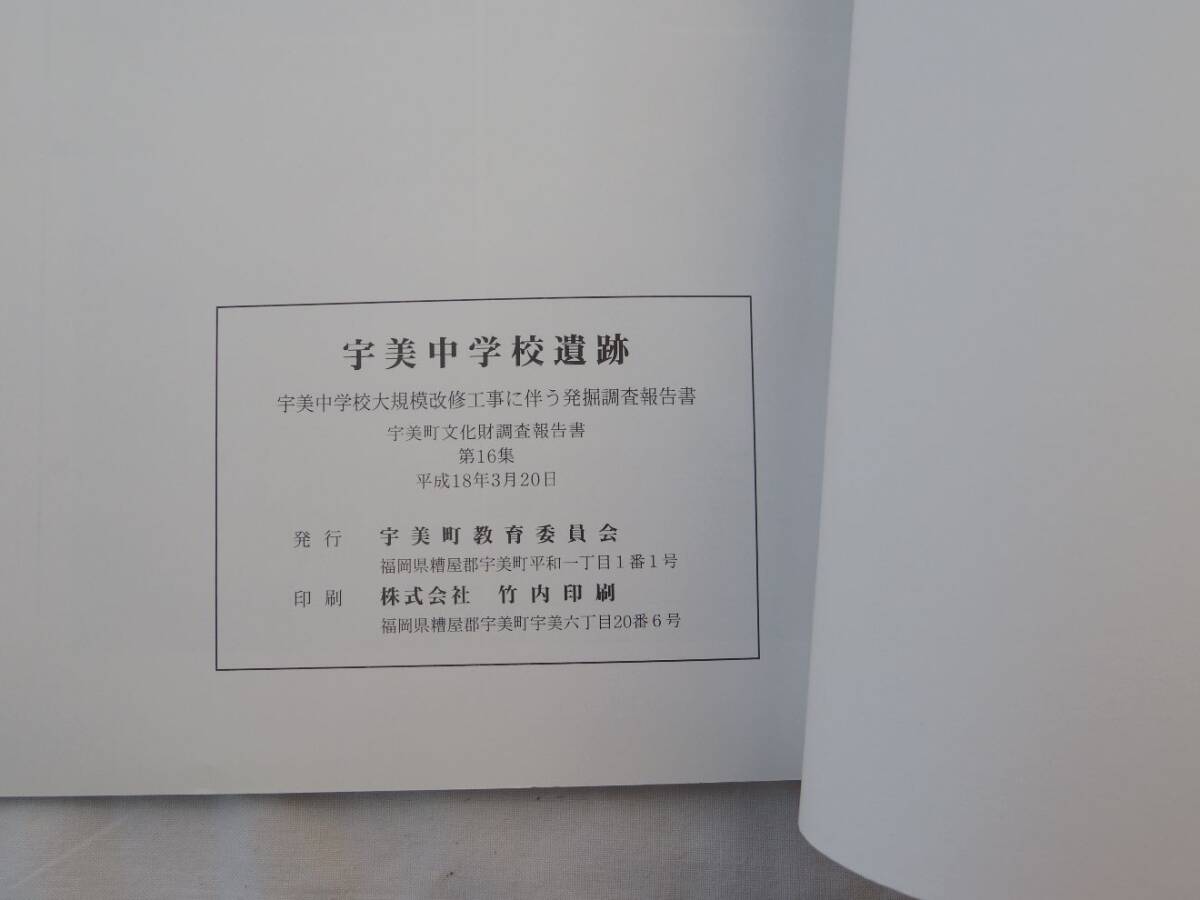 宇美中学校遺跡
宇美中学校大規模改修工事に伴う発掘調査報告書
宇美町文化財調査報告書
第16集
平成18年3月20日
発行 宇美町教育委員会
福岡県糟屋郡宇美町平和一丁目1番1号
印刷 株式会社 竹内印刷
福岡県糟屋郡宇美町宇美六丁目20番6号